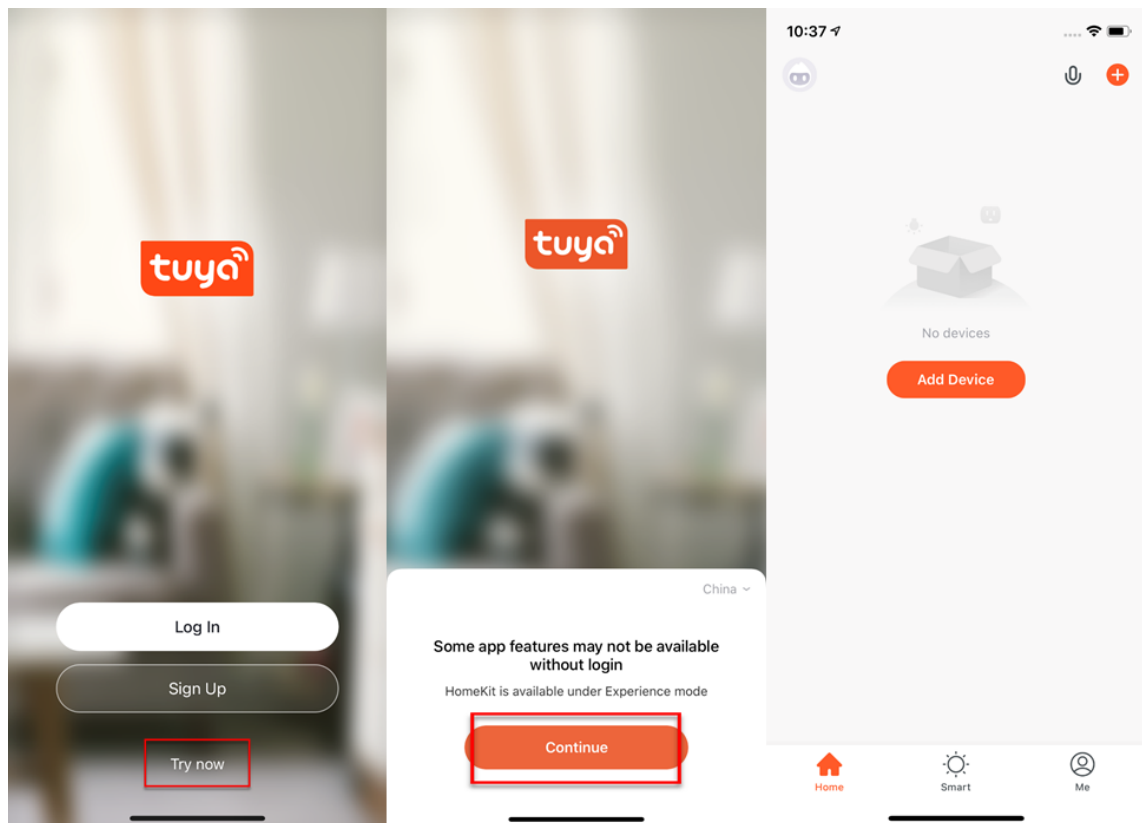 tuya
Log In
Sign Up
Try now
tuya
China
Some app features may not be available
without login
HomeKit is available under Experience mode
Continue
10:37
No devices
Add Device
Home
Smart
Me